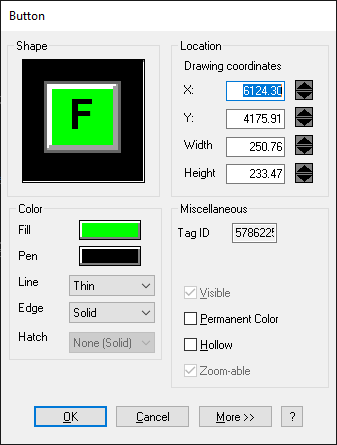 Button
Shape
F
Location
Drawing coordinates
X: 6124.30
Y: 4175.91
Width 250.76
Height 233.47
Color
Fill
Pen
Line Thin
Edge Solid
Hatch None (Solid)
Miscellaneous
Tag ID 5786225
Visible
Permanent Color
Hollow
Zoom-able
OK Cancel More >> ?